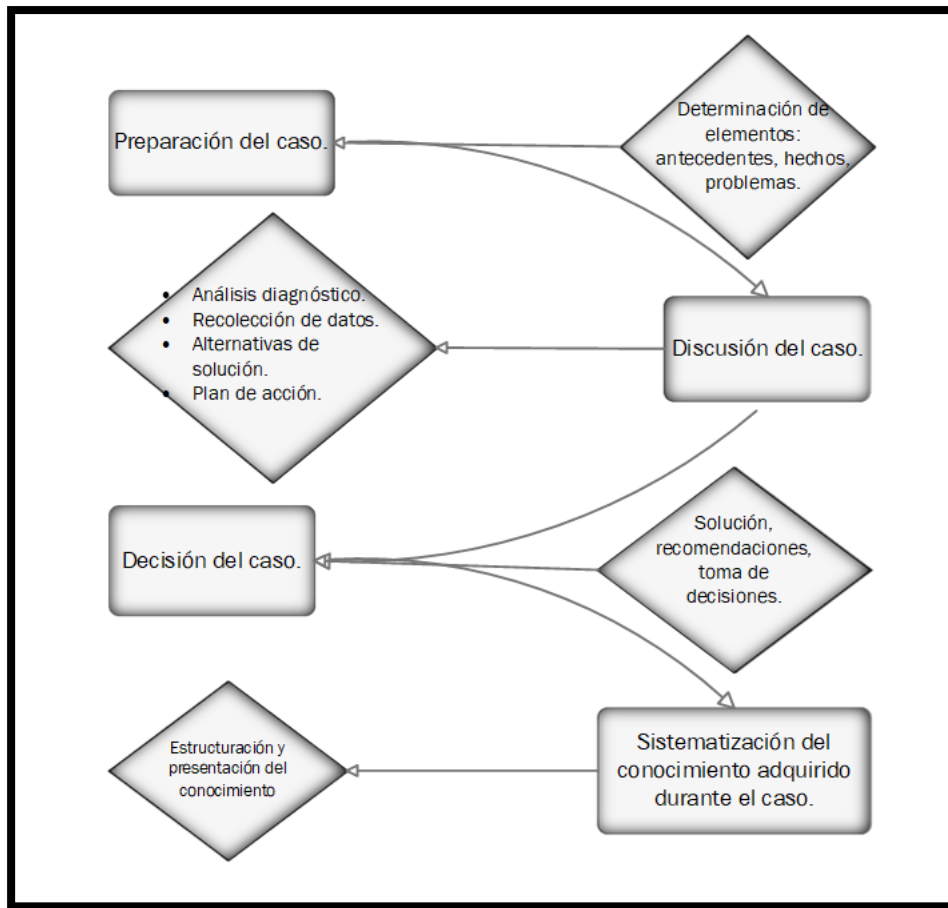 Preparación del caso.
Determinación de
elementos:
antecedentes, hechos,
problemas.
• Análisis diagnóstico.
• Recolección de datos.
• Alternativas de
solución.
• Plan de acción.
Discusión del caso.
Decisión del caso.
Solución,
recomendaciones,
toma de
decisiones.
Estructuración y
presentación del
conocimiento
Sistematización del
conocimiento adquirido
durante el caso.